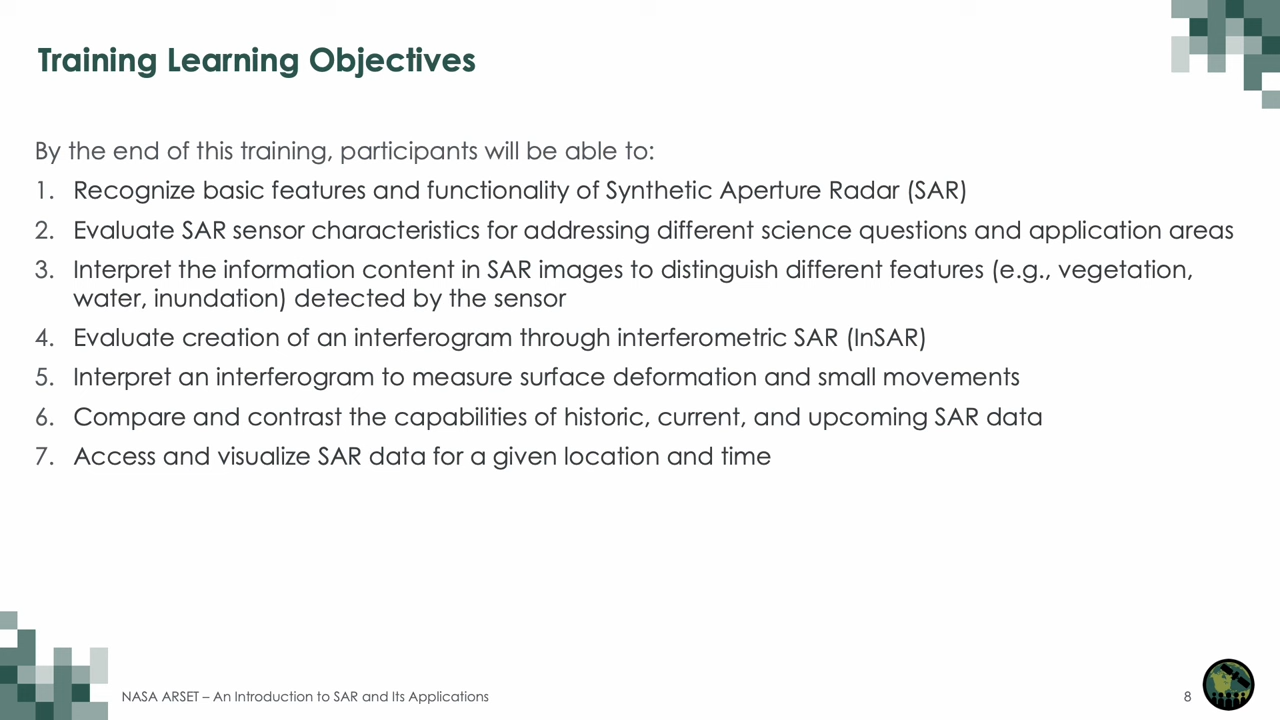 Training Learning Objectives
By the end of this training, participants will be able to:
1. Recognize basic features and functionality of Synthetic Aperture Radar (SAR)
2. Evaluate SAR sensor characteristics for addressing different science questions and application areas
3. Interpret the information content in SAR images to distinguish different features (e.g., vegetation,
water, inundation) detected by the sensor
4. Evaluate creation of an interferogram through interferometric SAR (InSAR)
5. Interpret an interferogram to measure surface deformation and small movements
6. Compare and contrast the capabilities of historic, current, and upcoming SAR data
7. Access and visualize SAR data for a given location and time
NASA ARSET – An Introduction to SAR and Its Applications
8